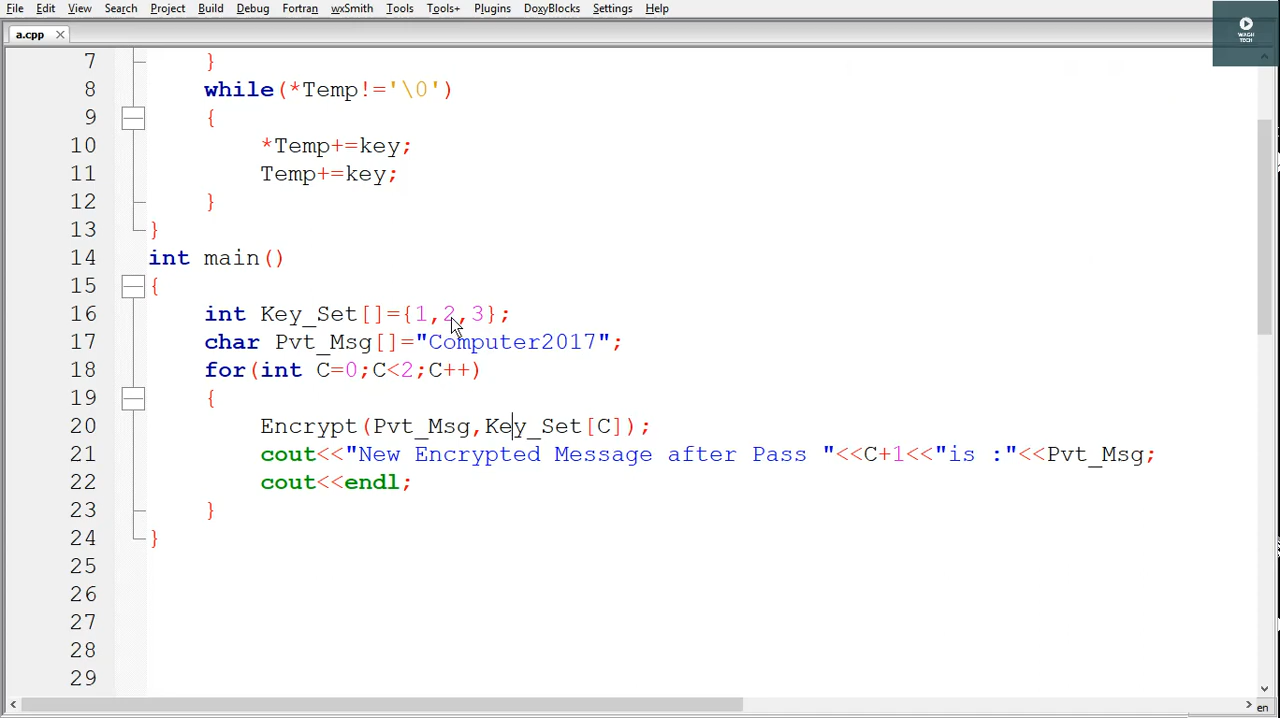 File Edit View Search Project Build Debug Fortran wxSmith Tools Tools+ Plugins DoxyBlocks Settings Help
a.cpp
WAGH
TECH
7 }
8 while(*Temp!='\0')
9 {
10 *Temp+=key;
11 Temp+=key;
12 }
13 }
14 int main()
15 {
16 int Key_Set[]={1,2,3};
17 char Pvt_Msg[]="Computer2017";
18 for(int C=0;C<2;C++)
19 {
20 Encrypt(Pvt_Msg,Key_Set[C]);
21 cout<<"New Encrypted Message after Pass "<<C+1<<"is :"<<Pvt_Msg;
22 cout<<endl;
23 }
24 }
25
26
27
28
29
en